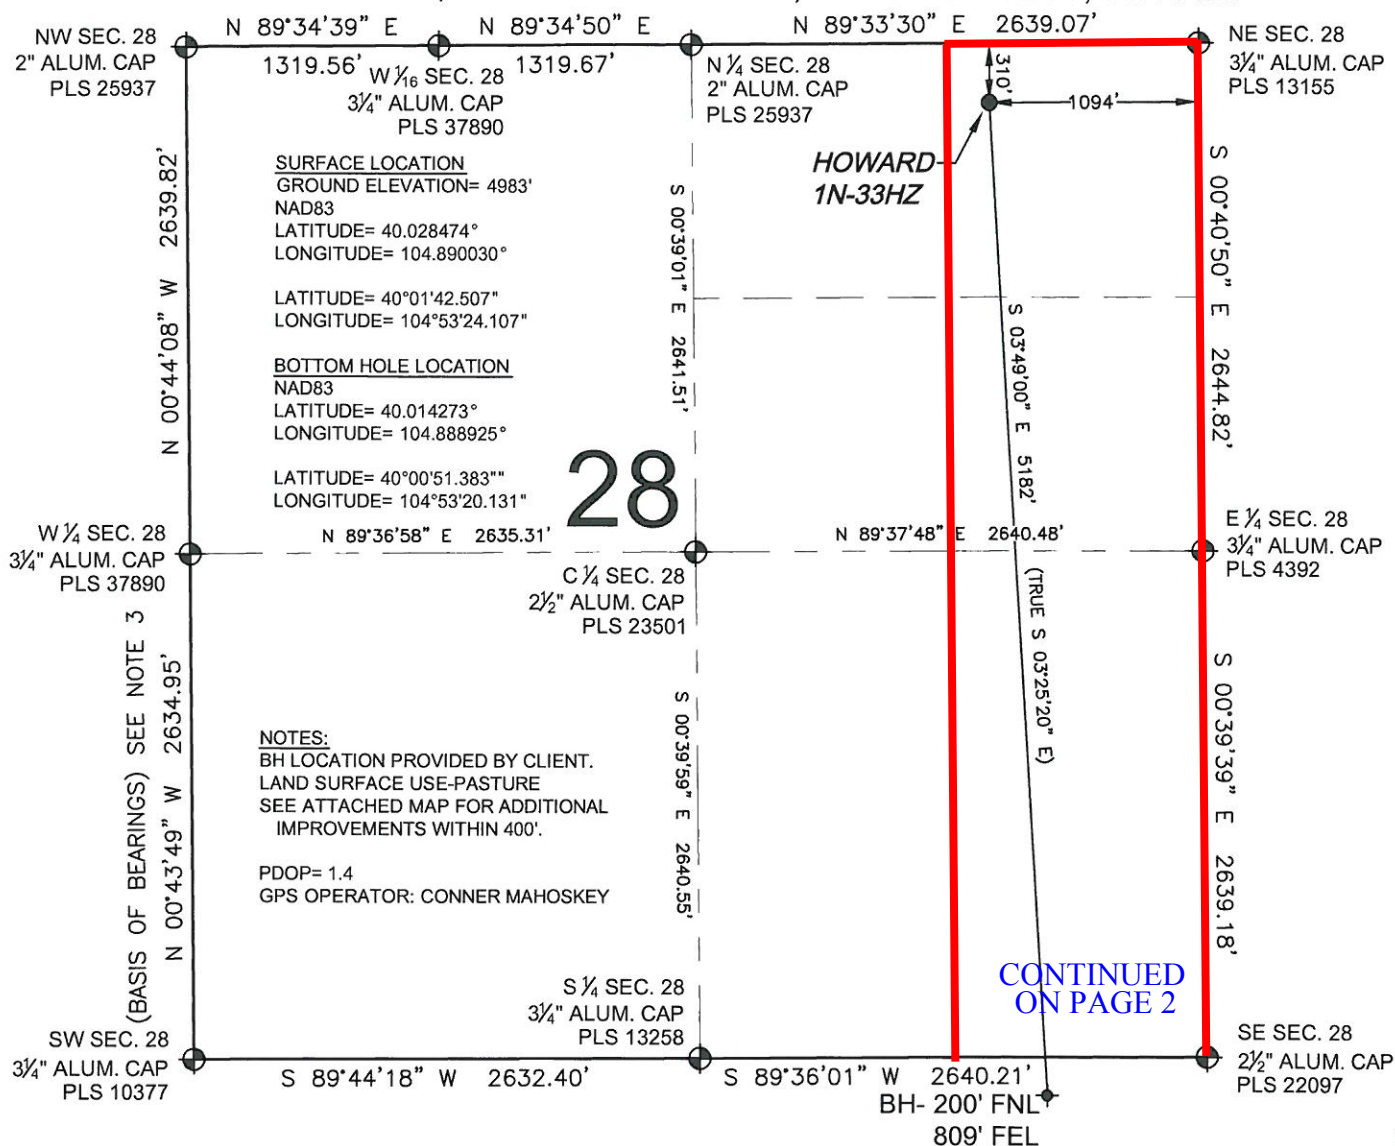 N 89°34'39" E
N 89°34'50" E
N 89°33'30" E 2639.07'
NW SEC. 28
2" ALUM. CAP
PLS 25937
1319.56'
W 1/16 SEC. 28
3¼" ALUM. CAP
PLS 37890
1319.67'
N ¼ SEC. 28
2" ALUM. CAP
PLS 25937
NE SEC. 28
3¼" ALUM. CAP
PLS 13155
310'
1094'
HOWARD
1N-33HZ
SURFACE LOCATION
GROUND ELEVATION= 4983'
NAD83
LATITUDE= 40.028474°
LONGITUDE= 104.890030°
LATITUDE= 40°01'42.507"
LONGITUDE= 104°53'24.107"
BOTTOM HOLE LOCATION
NAD83
LATITUDE= 40.014273°
LONGITUDE= 104.888925°
LATITUDE= 40°00'51.383""
LONGITUDE= 104°53'20.131"
N 00°44'08" W 2639.82'
S 00°39'01" E 2641.51'
S 03°49'00" E 5182'
(TRUE S 03°25'20" E)
S 00°40'50" E 2644.82'
28
W ¼ SEC. 28
3¼" ALUM. CAP
PLS 37890
N 89°36'58" E 2635.31'
N 89°37'48" E 2640.48'
E ¼ SEC. 28
3¼" ALUM. CAP
PLS 4392
C ¼ SEC. 28
2½" ALUM. CAP
PLS 23501
(BASIS OF BEARINGS) SEE NOTE 3
N 00°43'49" W 2634.95'
NOTES:
BH LOCATION PROVIDED BY CLIENT.
LAND SURFACE USE-PASTURE
SEE ATTACHED MAP FOR ADDITIONAL
IMPROVEMENTS WITHIN 400'.
PDOP= 1.4
GPS OPERATOR: CONNER MAHOSKEY
S 00°39'59" E 2640.55'
S 00°39'39" E 2639.18'
CONTINUED
ON PAGE 2
S ¼ SEC. 28
3¼" ALUM. CAP
PLS 13258
SW SEC. 28
3¼" ALUM. CAP
PLS 10377
S 89°44'18" W 2632.40'
S 89°36'01" W 2640.21'
SE SEC. 28
2½" ALUM. CAP
PLS 22097
BH- 200' FNL
809' FEL